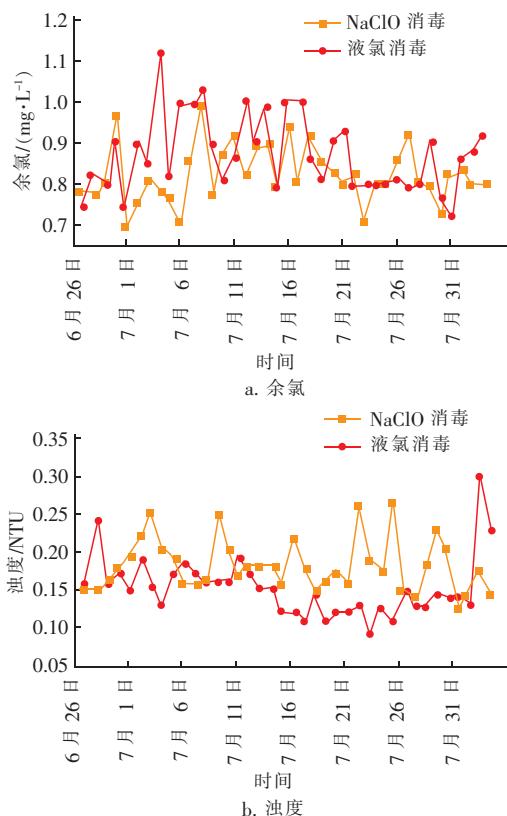 NaClO 消毒
液氯消毒
余氯/(mg·L⁻¹)
1.2
1.1
1.0
0.9
0.8
0.7
6月26日
7月1日
7月6日
7月11日
7月16日
7月21日
7月26日
7月31日
时间
a. 余氯
NaClO 消毒
液氯消毒
浊度/NTU
0.35
0.30
0.25
0.20
0.15
0.10
0.05
6月26日
7月1日
7月6日
7月11日
7月16日
7月21日
7月26日
7月31日
时间
b. 浊度